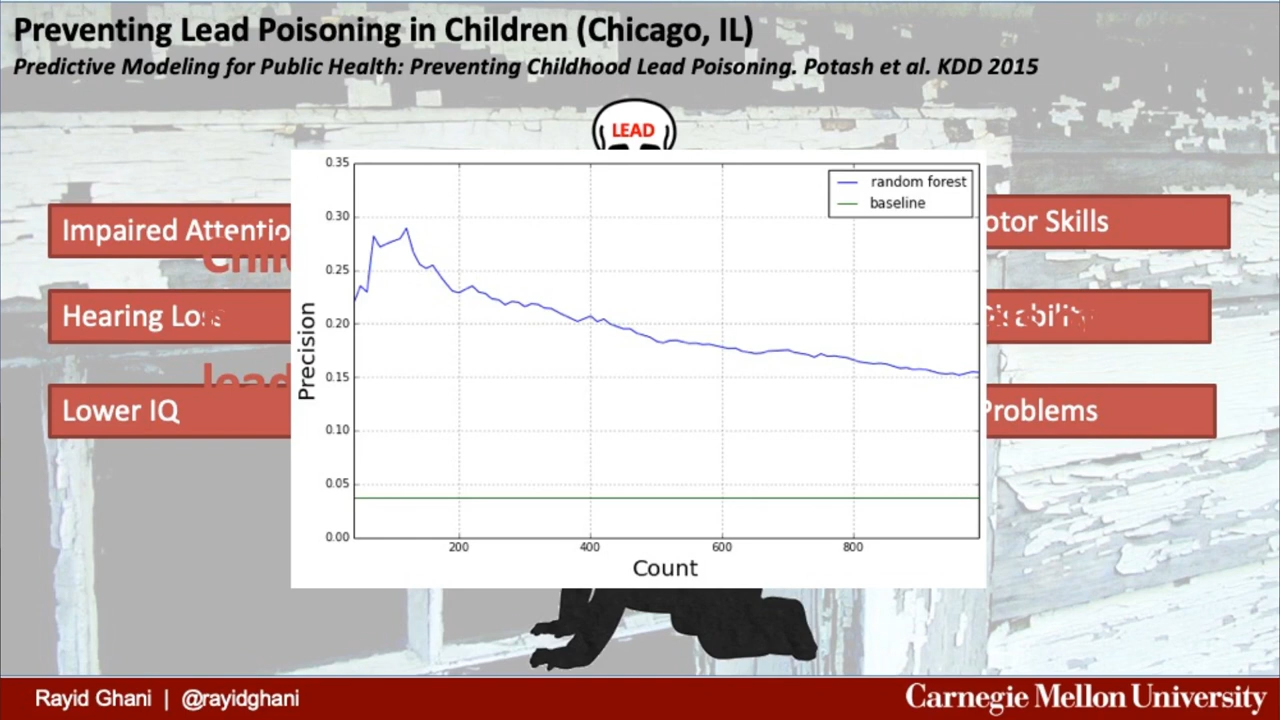 Preventing Lead Poisoning in Children (Chicago, IL)
Predictive Modeling for Public Health: Preventing Childhood Lead Poisoning. Potash et al. KDD 2015
LEAD
Impaired Attentio
otor Skills
Hearing Loss
Disability
lead
Lower IQ
Problems
0.35
0.30
0.25
0.20
0.15
0.10
0.05
0.00
Precision
random forest
baseline
200
400
600
800
Count
Rayid Ghani | @rayidghani
Carnegie Mellon University